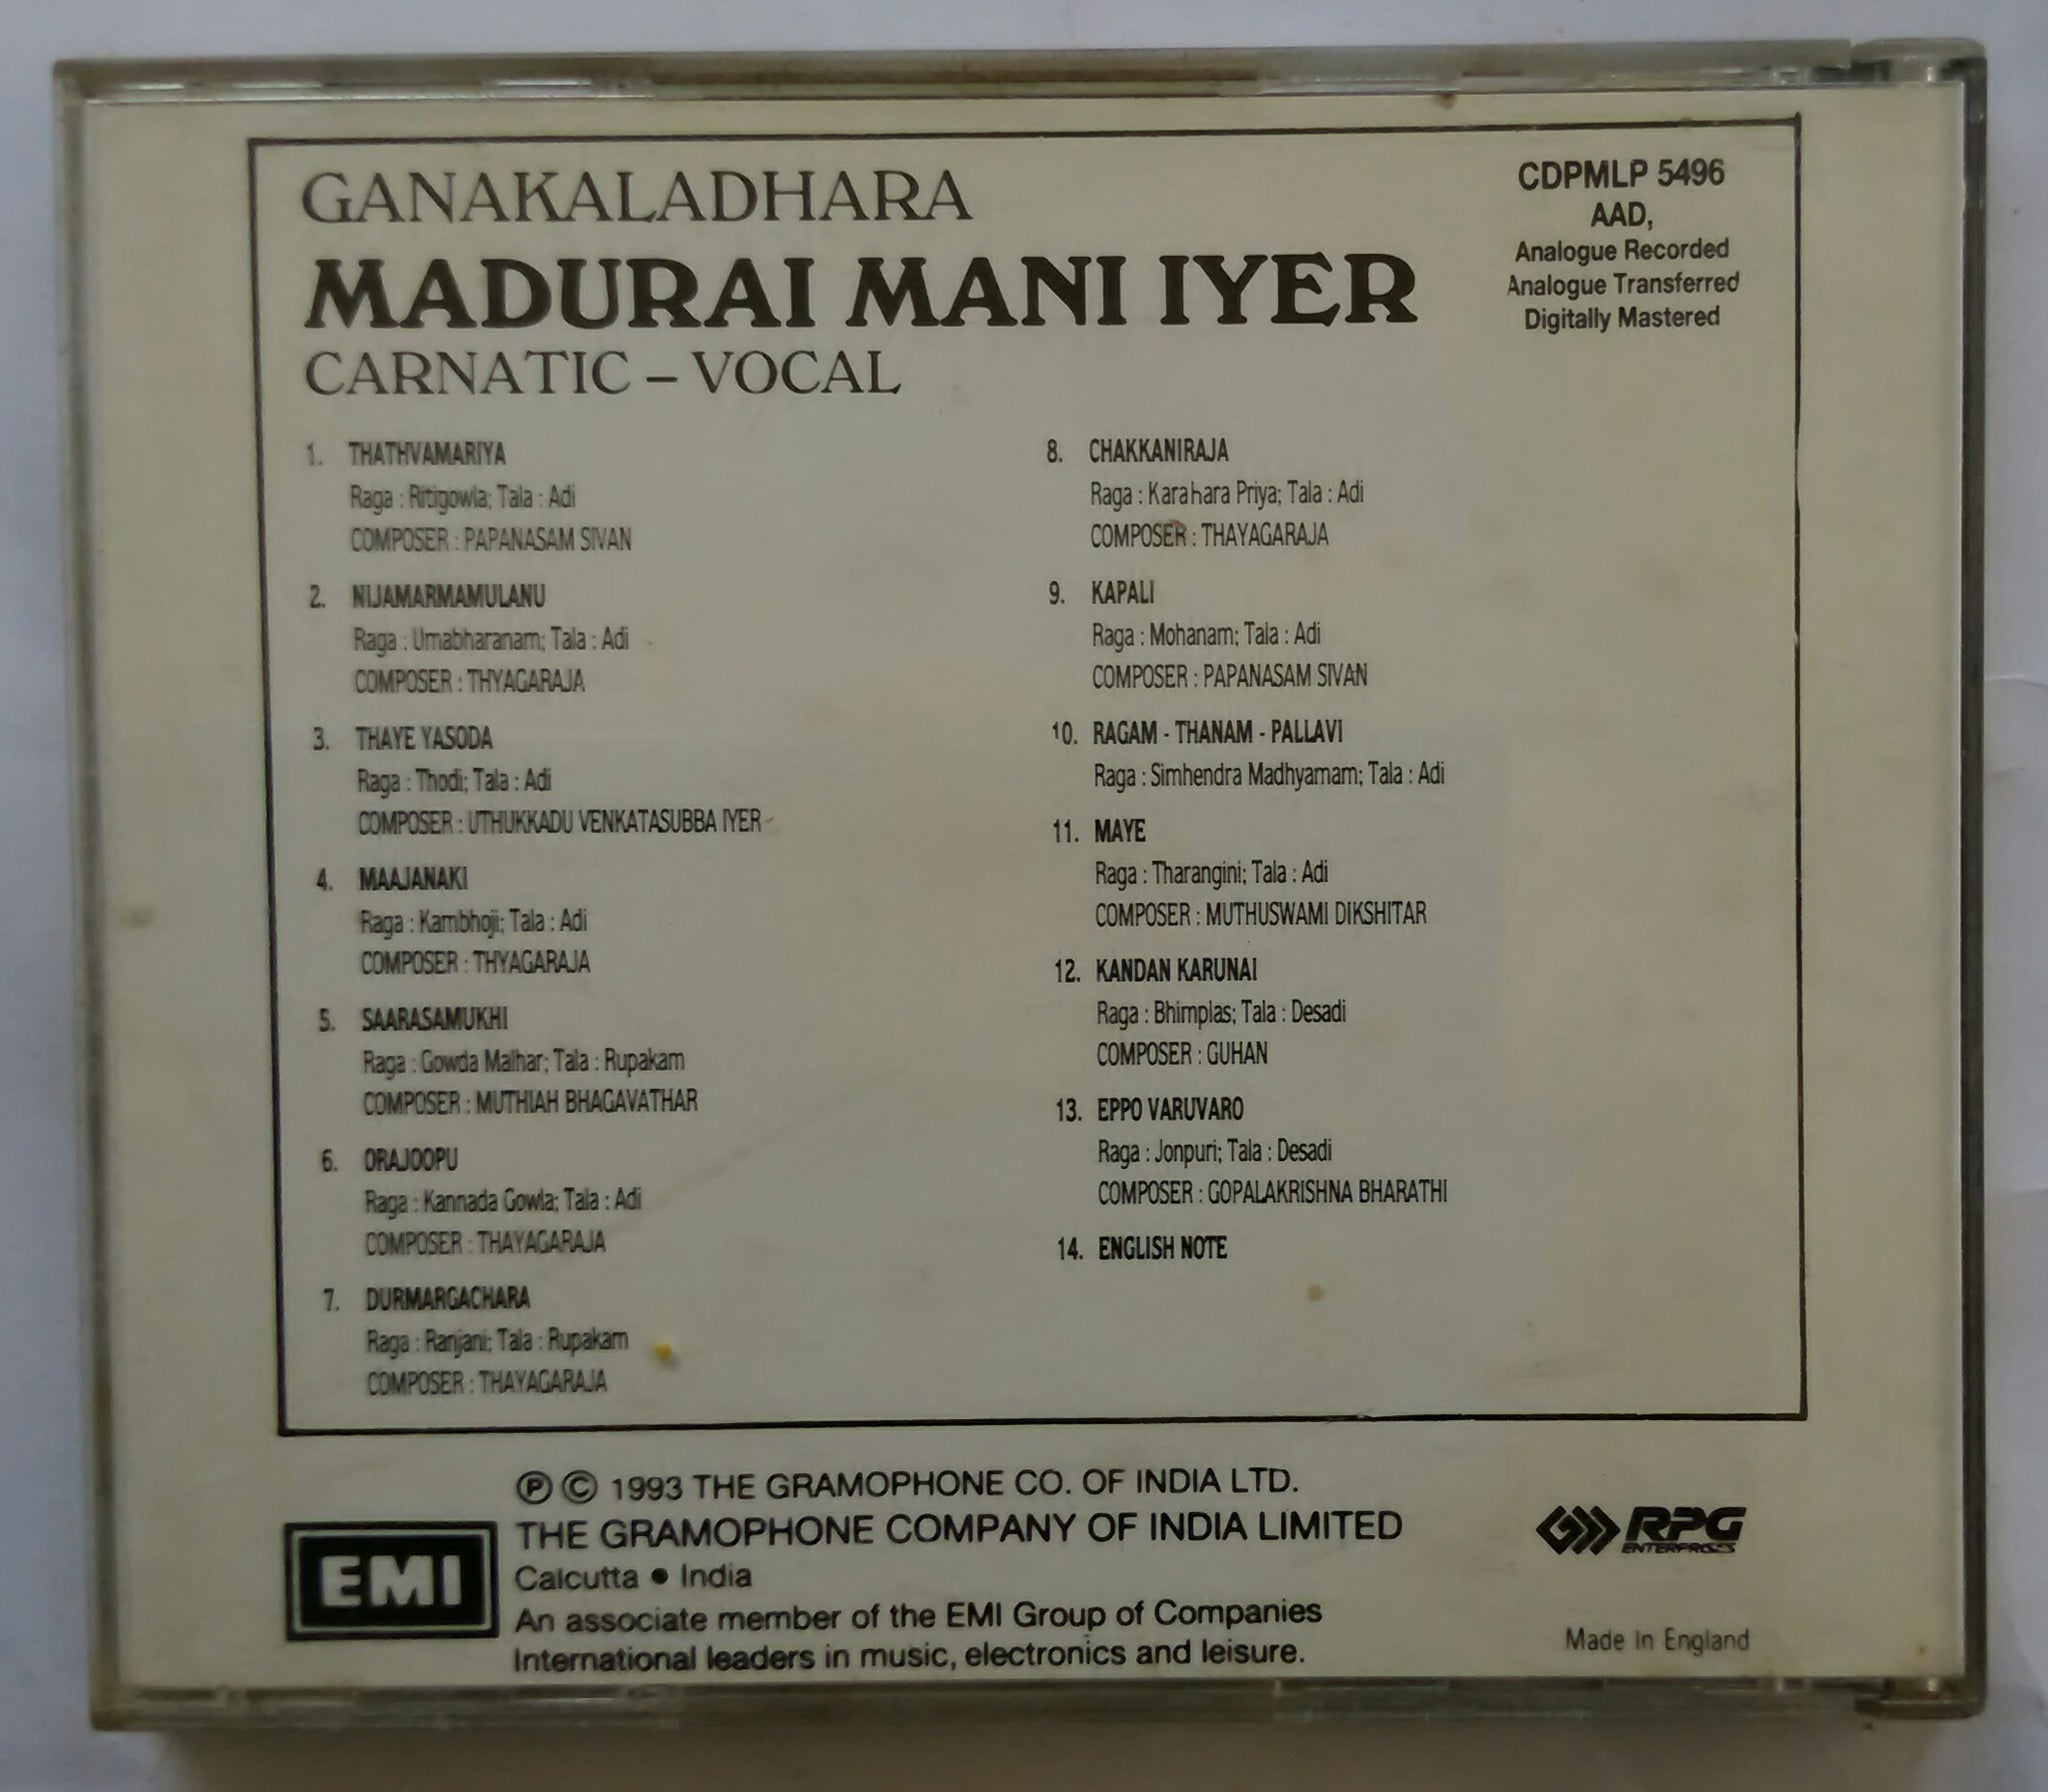 GANAKALADHARA
MADURAI MANI IYER
CARNATIC – VOCAL
CDPMLP 5496
AAD,
Analogue Recorded
Analogue Transferred
Digitally Mastered
1. THATHVAMARIYA
Raga : Ritigowla; Tala : Adi
COMPOSER : PAPANASAM SIVAN
2. NIJAMARMAMULANU
Raga : Umabharanam; Tala : Adi
COMPOSER : THYAGARAJA
3. THAYE YASODA
Raga : Thodi; Tala : Adi
COMPOSER : UTHUKKADU VENKATASUBBA IYER
4. MAAJANAKI
Raga : Kambhoji; Tala : Adi
COMPOSER : THYAGARAJA
5. SAARASAMUKHI
Raga : Gowda Malhar; Tala : Rupakam
COMPOSER : MUTHIAH BHAGAVATHAR
6. ORAJOOPU
Raga : Kannada Gowla; Tala : Adi
COMPOSER : THAYAGARAJA
7. DURMARGACHARA
Raga : Ranjani; Tala : Rupakam
COMPOSER : THAYAGARAJA
8. CHAKKANIRAJA
Raga : Karahara Priya; Tala : Adi
COMPOSER : THAYAGARAJA
9. KAPALI
Raga : Mohanam; Tala : Adi
COMPOSER : PAPANASAM SIVAN
10. RAGAM - THANAM - PALLAVI
Raga : Simhendra Madhyamam; Tala : Adi
11. MAYE
Raga : Tharangini; Tala : Adi
COMPOSER : MUTHUSWAMI DIKSHITAR
12. KANDAN KARUNAI
Raga : Bhimplas; Tala : Desadi
COMPOSER : GUHAN
13. EPPO VARUVARO
Raga : Jonpuri; Tala : Desadi
COMPOSER : GOPALAKRISHNA BHARATHI
14. ENGLISH NOTE
℗ © 1993 THE GRAMOPHONE CO. OF INDIA LTD.
THE GRAMOPHONE COMPANY OF INDIA LIMITED
Calcutta • India
An associate member of the EMI Group of Companies
International leaders in music, electronics and leisure.
EMI
RPG
ENTERPRISES
Made in England